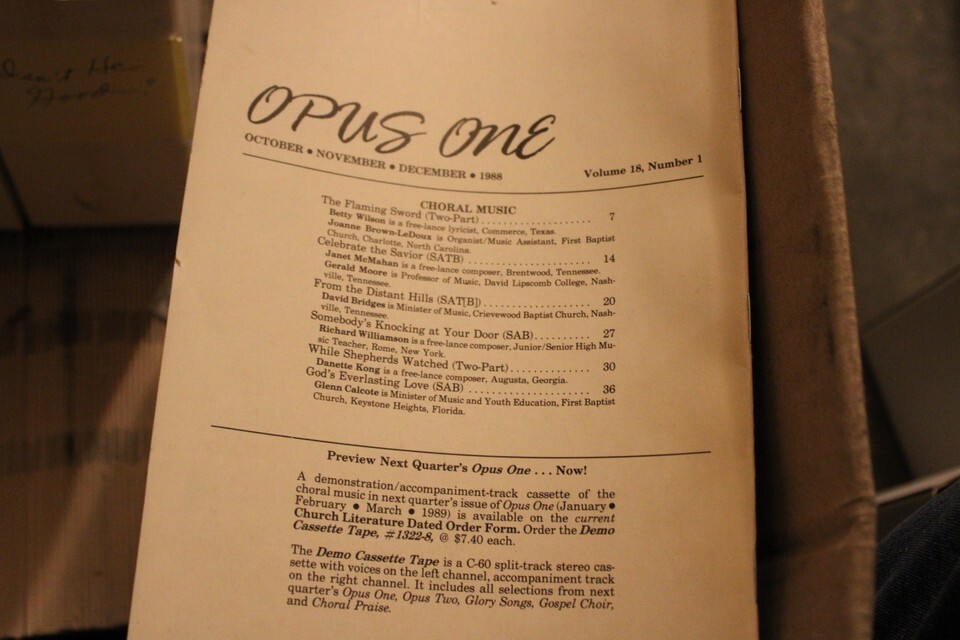 OPUS ONE
OCTOBER • NOVEMBER • DECEMBER • 1988
Volume 18, Number 1
CHORAL MUSIC
The Flaming Sword (Two-Part) .................... 7
Betty Wilson is a free-lance lyricist, Commerce, Texas.
Joanne Brown-LeDoux is Organist/Music Assistant, First Baptist
Church, Charlotte, North Carolina.
Celebrate the Savior (SATB) ........................ 14
Janet McMahan is a free-lance composer, Brentwood, Tennessee.
Gerald Moore is Professor of Music, David Lipscomb College, Nash-
ville, Tennessee.
From the Distant Hills (SAT[B]) .................... 20
David Bridges is Minister of Music, Crievewood Baptist Church, Nash-
ville, Tennessee.
Somebody's Knocking at Your Door (SAB) .......... 27
Richard Williamson is a free-lance composer, Junior/Senior High Mu-
sic Teacher, Rome, New York.
While Shepherds Watched (Two-Part) .............. 30
Danette Kong is a free-lance composer, Augusta, Georgia.
God's Everlasting Love (SAB) ...................... 36
Glenn Calcote is Minister of Music and Youth Education, First Baptist
Church, Keystone Heights, Florida.
Preview Next Quarter's Opus One . . . Now!
A demonstration/accompaniment-track cassette of the
choral music in next quarter's issue of Opus One (January •
February • March • 1989) is available on the current
Church Literature Dated Order Form. Order the Demo
Cassette Tape, #1322-8, @ $7.40 each.
The Demo Cassette Tape is a C-60 split-track stereo cas-
sette with voices on the left channel, accompaniment track
on the right channel. It includes all selections from next
quarter's Opus One, Opus Two, Glory Songs, Gospel Choir,
and Choral Praise.